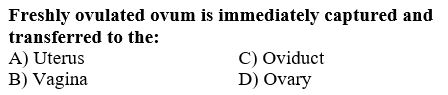 Freshly ovulated ovum is immediately captured and
transferred to the:
A) Uterus C) Oviduct
B) Vagina D) Ovary